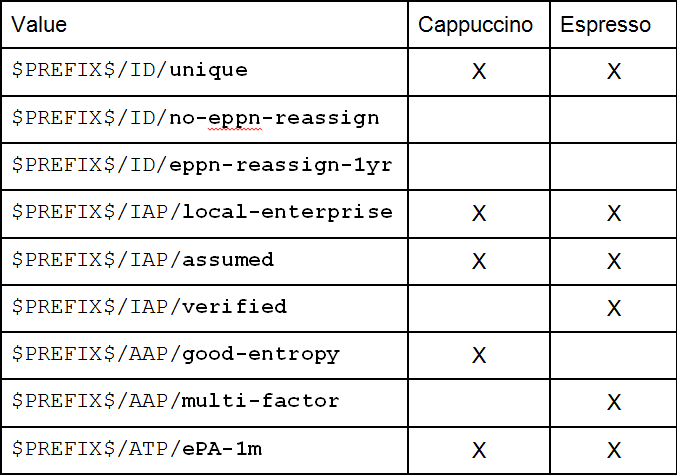 Value Cappuccino Espresso
$PREFIX$/ID/unique X X
$PREFIX$/ID/no-eppn-reassign
$PREFIX$/ID/eppn-reassign-1yr
$PREFIX$/IAP/local-enterprise X X
$PREFIX$/IAP/assumed X X
$PREFIX$/IAP/verified X
$PREFIX$/AAP/good-entropy X
$PREFIX$/AAP/multi-factor X
$PREFIX$/ATP/ePA-1m X X